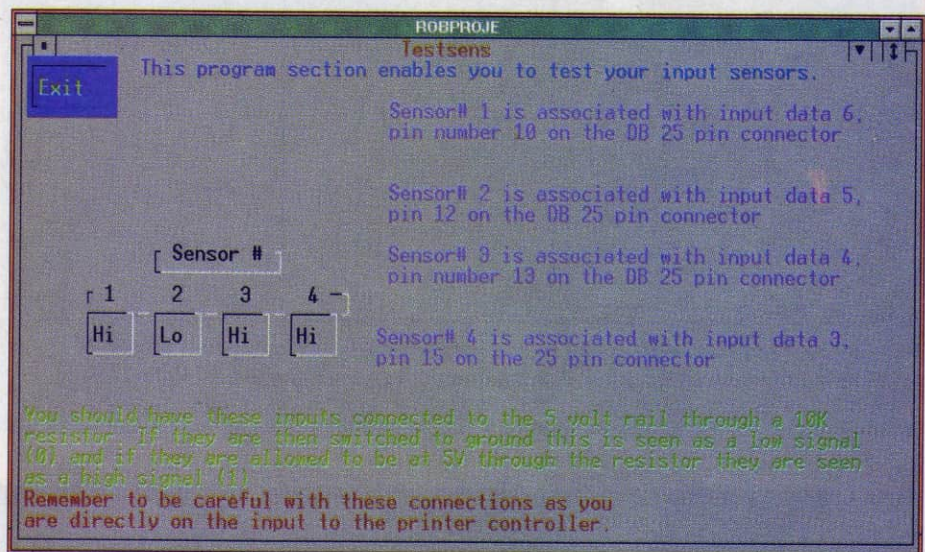 ROBPROJE
Testsens
Exit
This program section enables you to test your input sensors.
Sensor# 1 is associated with input data 6,
pin number 10 on the DB 25 pin connector
Sensor# 2 is associated with input data 5,
pin 12 on the DB 25 pin connector
Sensor# 3 is associated with input data 4,
pin number 13 on the DB 25 pin connector
Sensor# 4 is associated with input data 3,
pin 15 on the 25 pin connector
Sensor #
1 2 3 4
Hi Lo Hi Hi
You should have these inputs connected to the 5 volt rail through a 10K
resistor. If they are then switched to ground this is seen as a low signal
(0) and if they are allowed to be at 5V through the resistor they are seen
as a high signal (1)
Remember to be careful with these connections as you
are directly on the input to the printer controller.